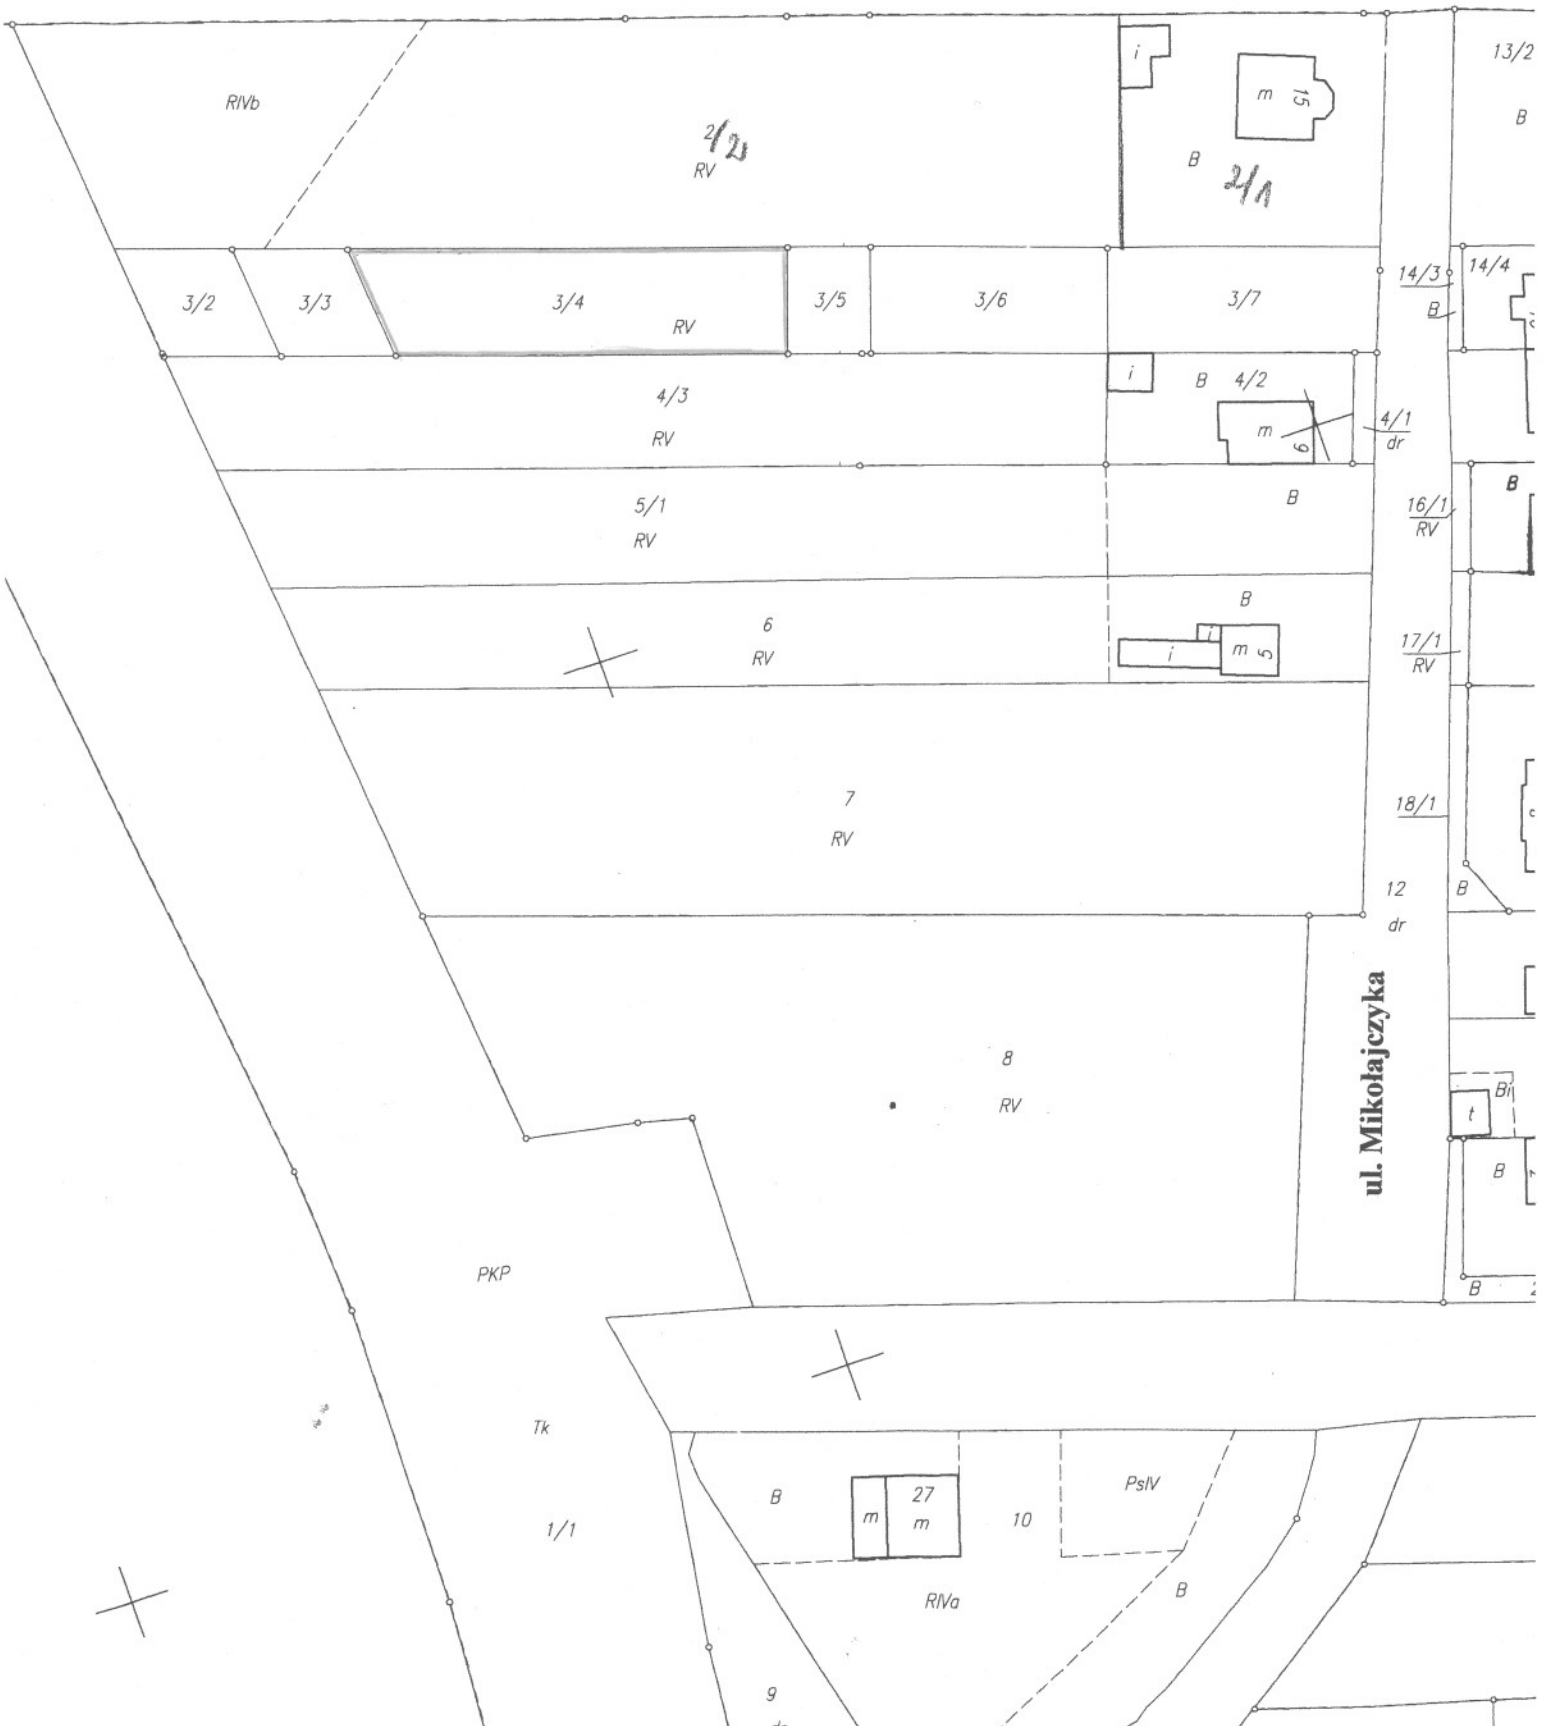 13/2
B
i
m
15
RIVb
2/2
RV
B
2/1
3/2
3/3
3/4
RV
3/5
3/6
3/7
14/3
B
14/4
4/3
RV
i
B
4/2
m
9
4/1
dr
5/1
RV
B
16/1
RV
B
6
RV
B
i
i
m
5
17/1
RV
7
RV
18/1
12
dr
B
8
RV
ul. Mikołajczyka
Bi
t
B
B
PKP
Tk
1/1
B
m
27
m
10
PsIV
RIVa
B
9